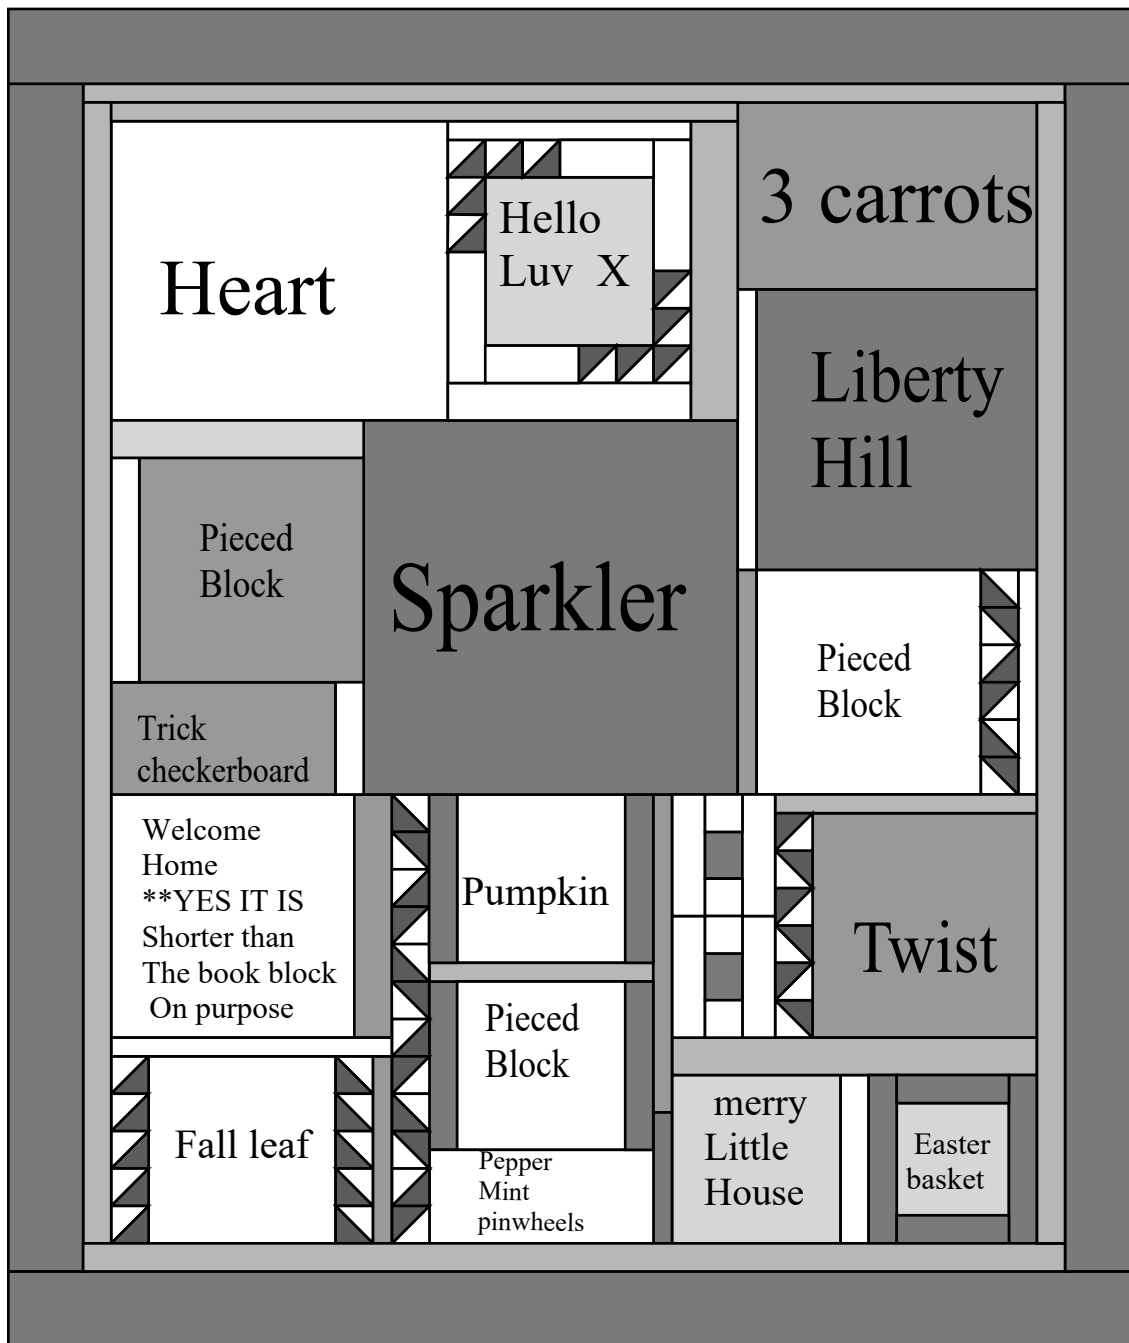 Heart
Hello
Luv X
3 carrots
Liberty
Hill
Pieced
Block
Sparkler
Pieced
Block
Trick
checkerboard
Welcome
Home
**YES IT IS
Shorter than
The book block
On purpose
Pumpkin
Twist
Pieced
Block
Fall leaf
Pepper
Mint
pinwheels
merry
Little
House
Easter
basket